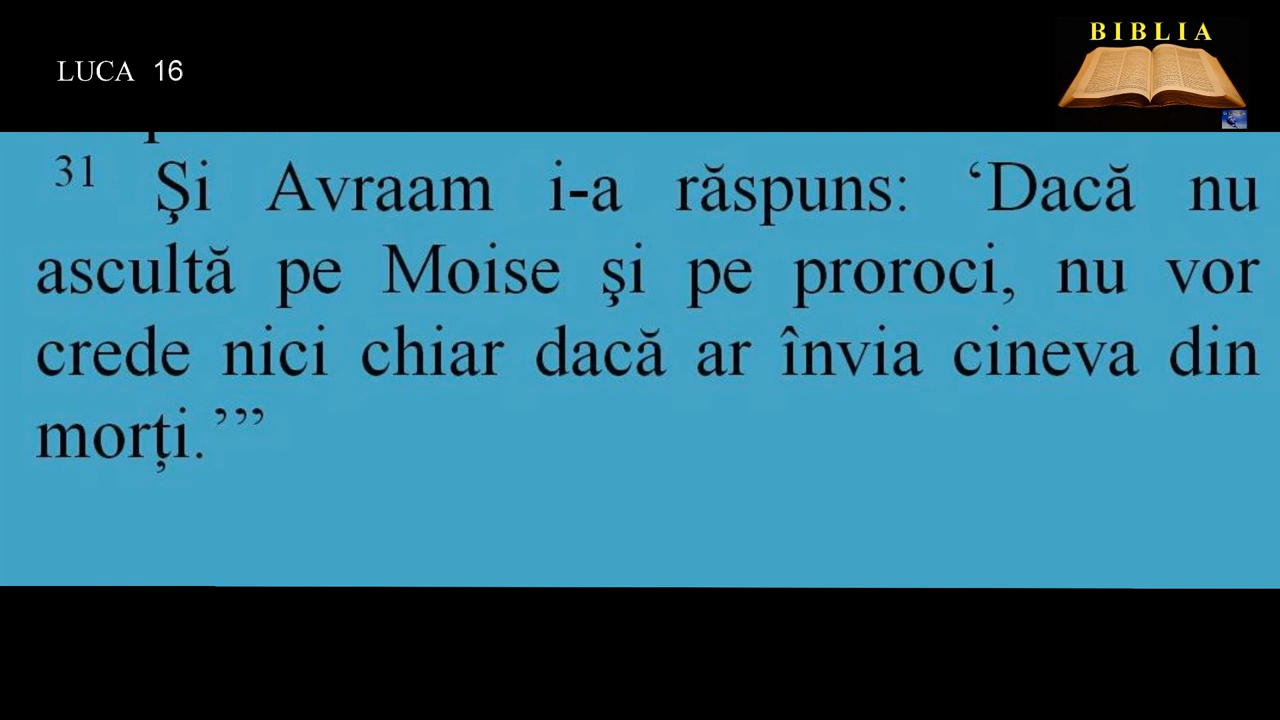 BIBLIA
LUCA 16
31 Şi Avraam i-a răspuns: ‘Dacă nu
ascultă pe Moise şi pe proroci, nu vor
crede nici chiar dacă ar învia cineva din
morți.’”’